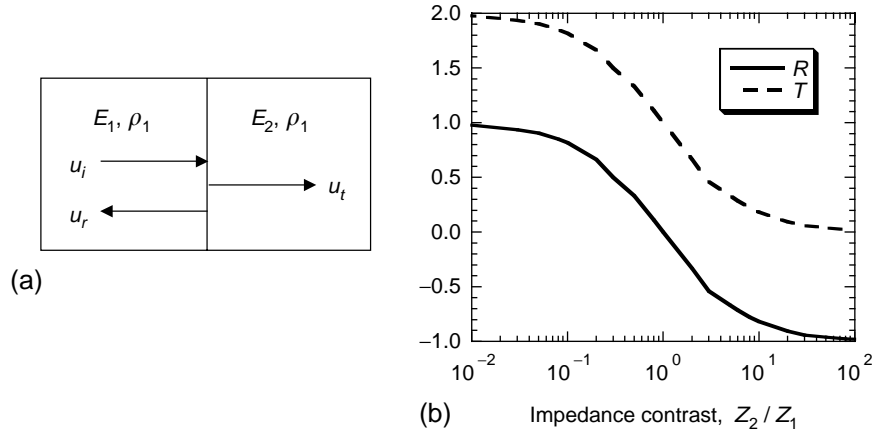 E₁, ρ₁
E₂, ρ₁
uᵢ
uₜ
uᵣ
(a)
2.0
1.5
1.0
0.5
0.0
−0.5
−1.0
R
T
10⁻²
10⁻¹
10⁰
10¹
10²
(b)
Impedance contrast, Z₂ / Z₁